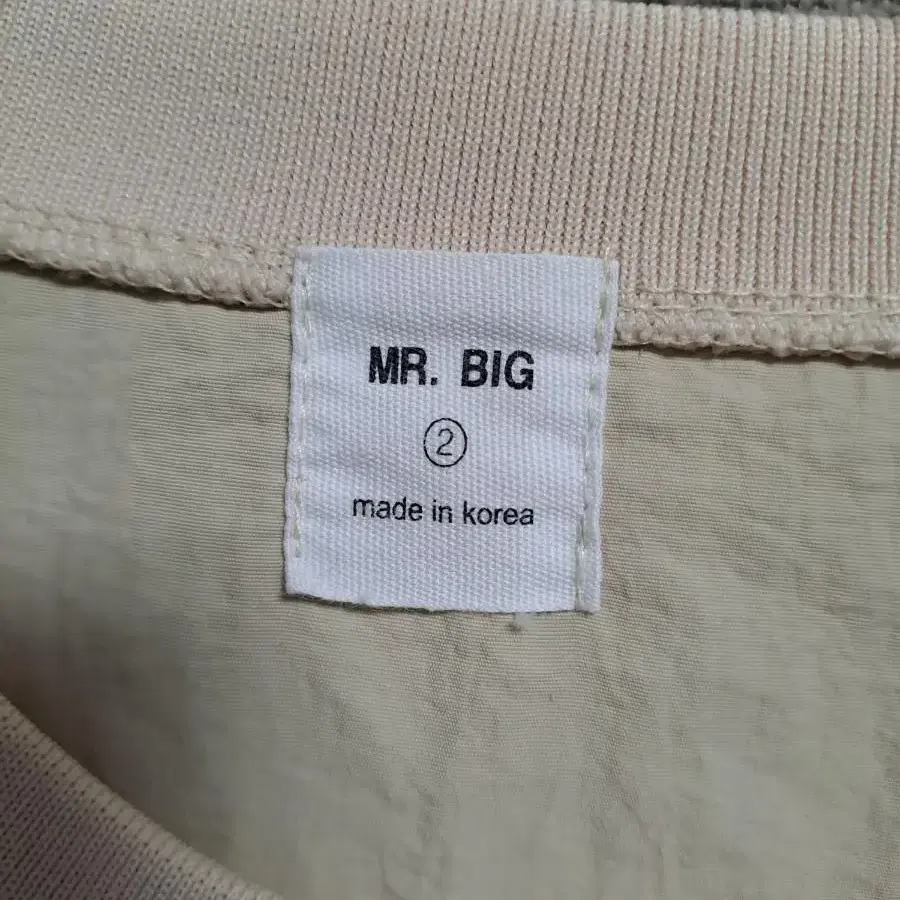 MR. BIG
②
made in korea